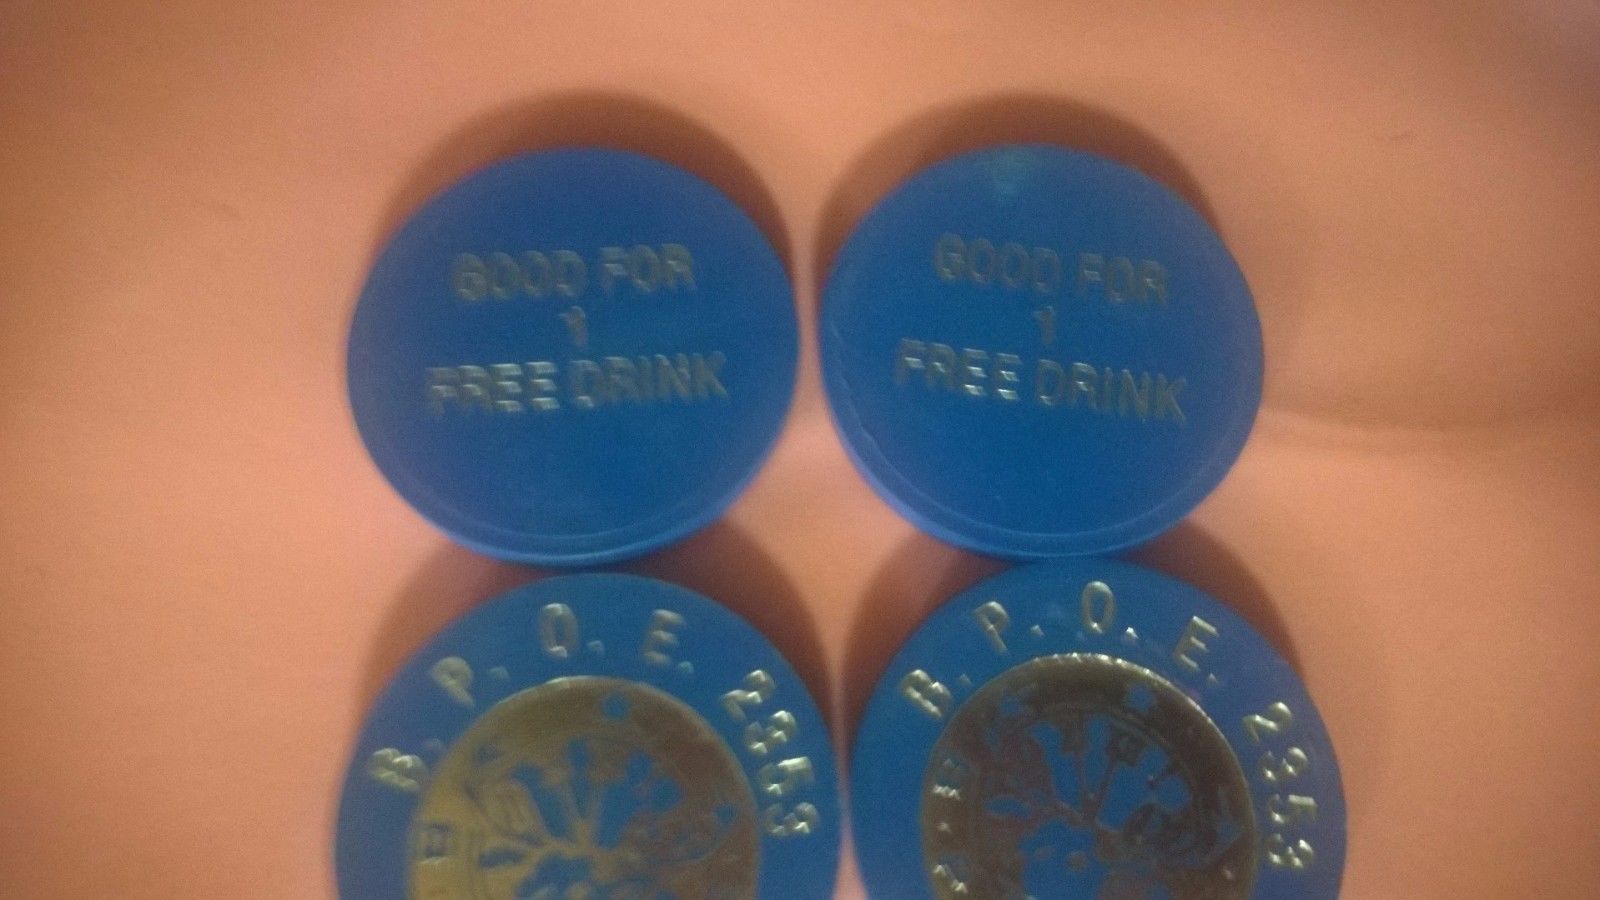 GOOD FOR
1
FREE DRINK
GOOD FOR
1
FREE DRINK
B. P. O. E. 2353
B. P. O. E. 2353